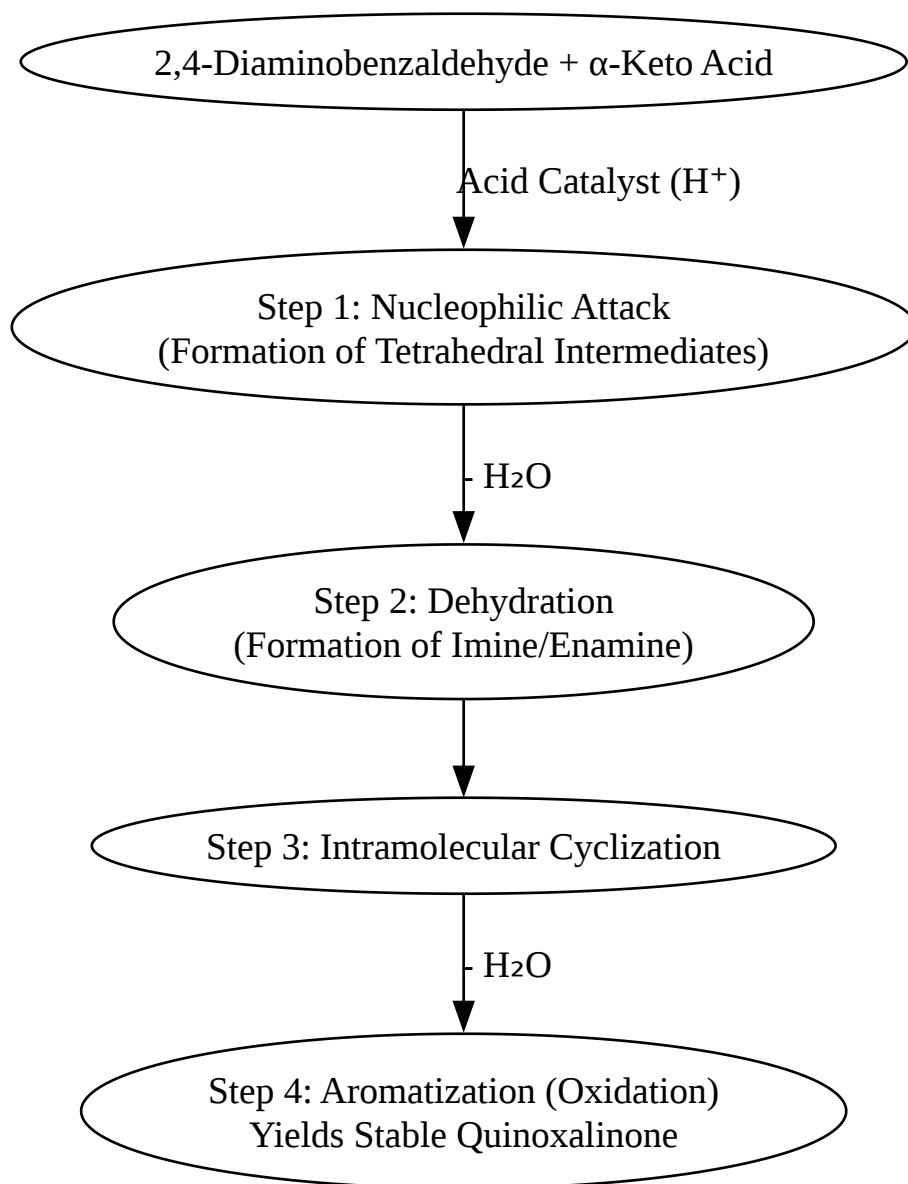 2,4-Diaminobenzaldehyde + α-Keto Acid
Acid Catalyst (H⁺)
Step 1: Nucleophilic Attack
(Formation of Tetrahedral Intermediates)
- H₂O
Step 2: Dehydration
(Formation of Imine/Enamine)
Step 3: Intramolecular Cyclization
- H₂O
Step 4: Aromatization (Oxidation)
Yields Stable Quinoxalinone